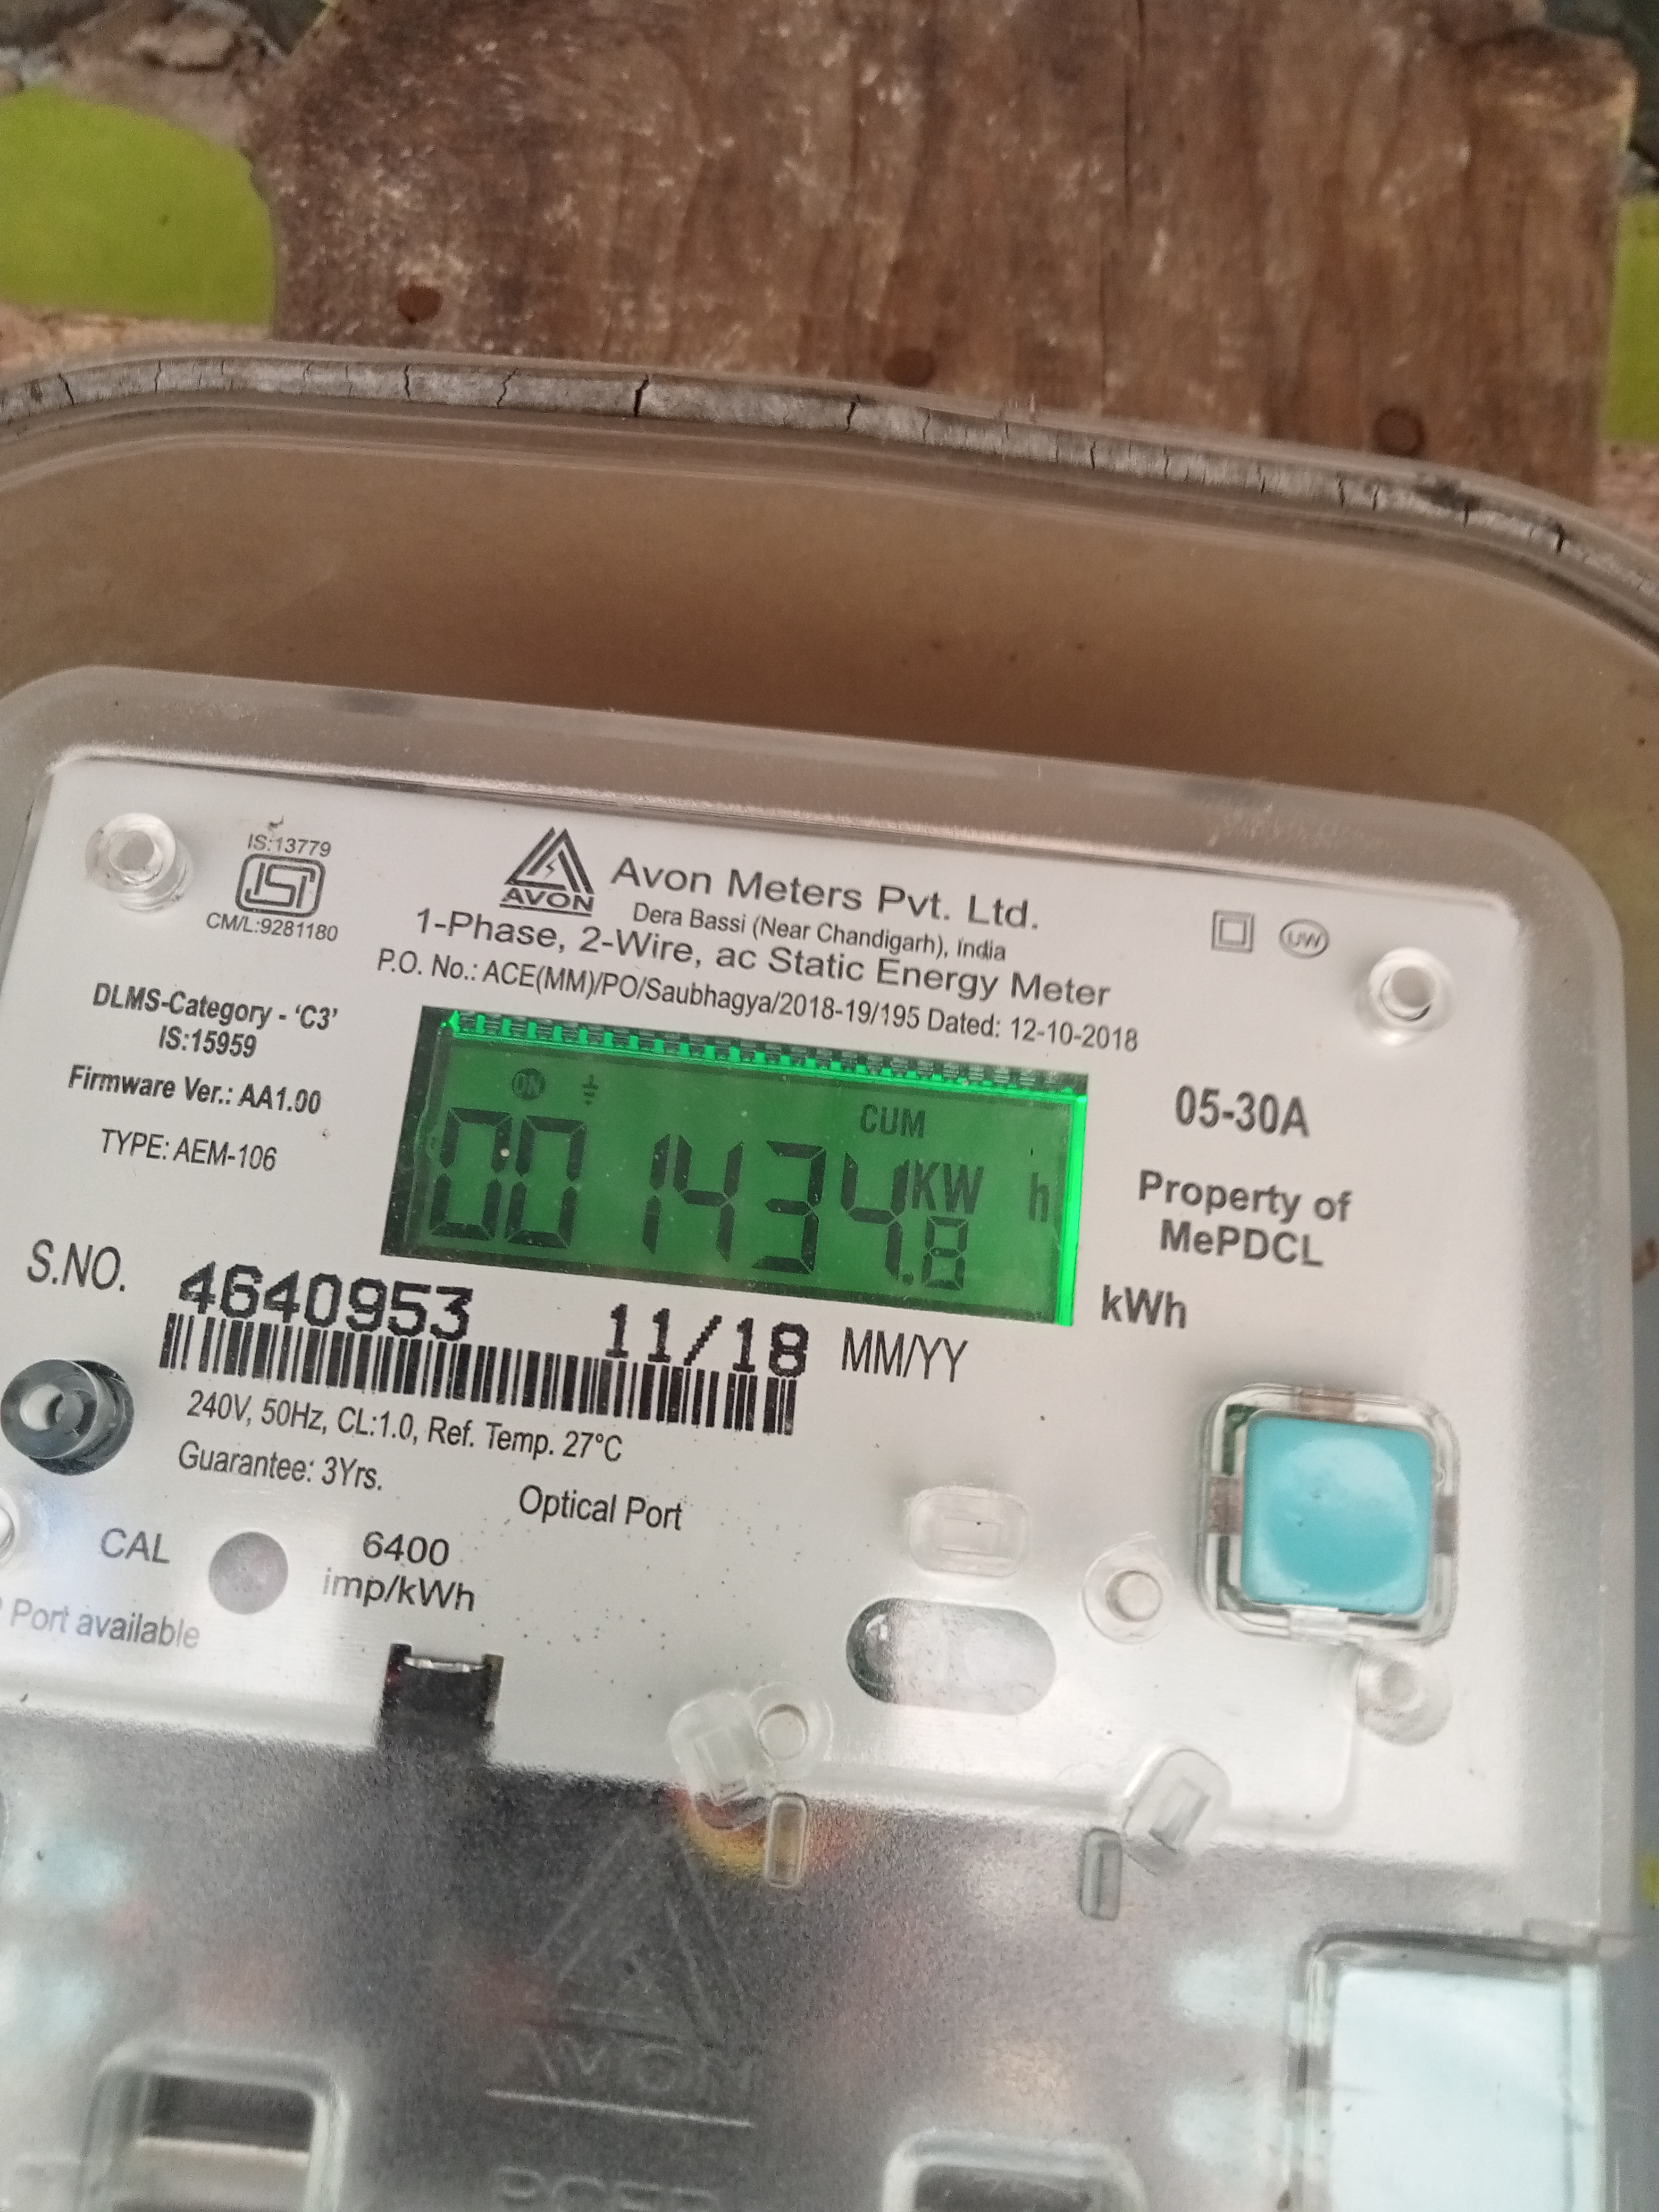 IS:13779
ISI
CM/L:9281180
AVON
Avon Meters Pvt. Ltd.
Dera Bassi (Near Chandigarh), India
1-Phase, 2-Wire, ac Static Energy Meter
P.O. No.: ACE(MM)/PO/Saubhagya/2018-19/195 Dated: 12-10-2018
UW
DLMS-Category - 'C3'
IS:15959
Firmware Ver.: AA1.00
TYPE: AEM-106
ON
CUM
001434.8 KW h
05-30A
Property of
MePDCL
kWh
S.NO. 4640953 11/18 MM/YY
240V, 50Hz, CL:1.0, Ref. Temp. 27°C
Guarantee: 3Yrs.
Optical Port
CAL
6400
imp/kWh
Port available
AVON